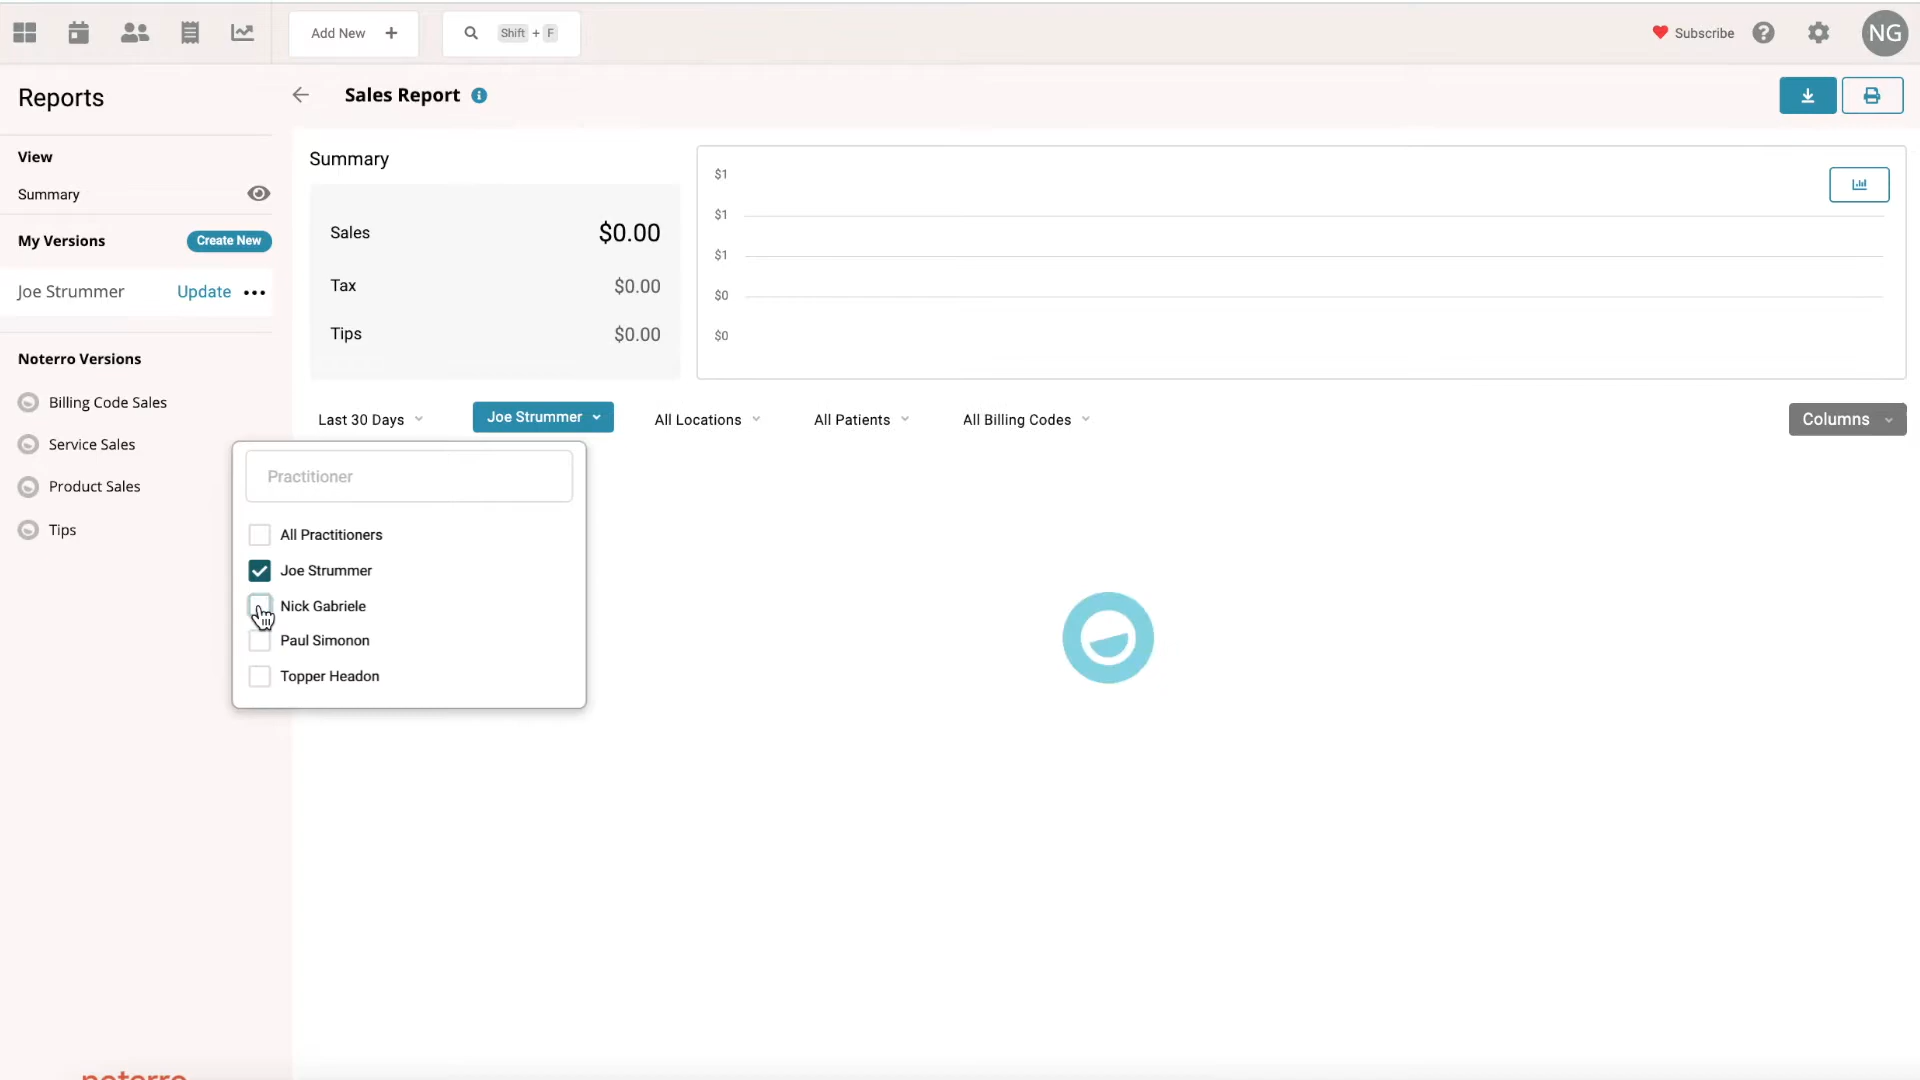 Add New +
Shift + F
Subscribe
NG
Reports
Sales Report
View
Summary
My Versions
Create New
Joe Strummer
Update
Noterro Versions
Billing Code Sales
Service Sales
Product Sales
Tips
Summary
Sales $0.00
Tax $0.00
Tips $0.00
$1
$1
$1
$0
$0
Last 30 Days
Joe Strummer
All Locations
All Patients
All Billing Codes
Columns
Practitioner
All Practitioners
Joe Strummer
Nick Gabriele
Paul Simonon
Topper Headon
noterro